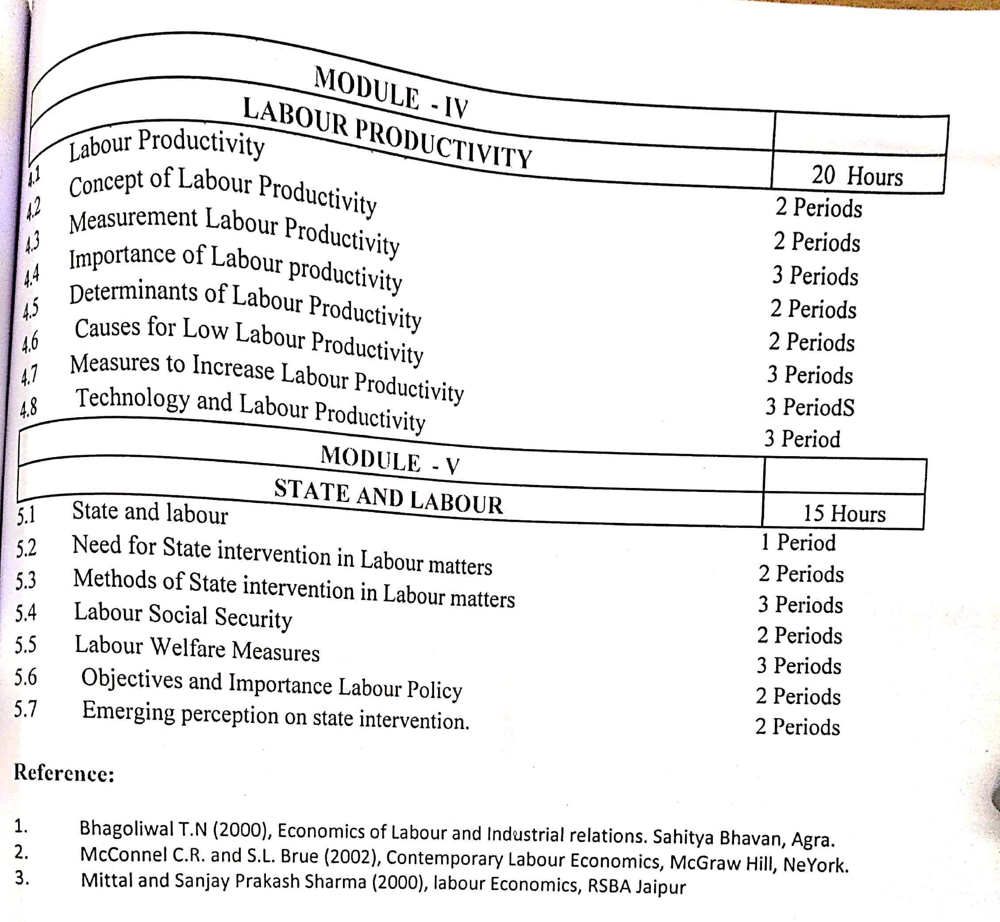 MODULE - IV
LABOUR PRODUCTIVITY 20 Hours
4.1 Labour Productivity 2 Periods
4.2 Concept of Labour Productivity 2 Periods
4.3 Measurement Labour Productivity 3 Periods
4.4 Importance of Labour productivity 2 Periods
4.5 Determinants of Labour Productivity 2 Periods
4.6 Causes for Low Labour Productivity 3 Periods
4.7 Measures to Increase Labour Productivity 3 PeriodS
4.8 Technology and Labour Productivity 3 Period
MODULE - V
STATE AND LABOUR 15 Hours
5.1 State and labour 1 Period
5.2 Need for State intervention in Labour matters 2 Periods
5.3 Methods of State intervention in Labour matters 3 Periods
5.4 Labour Social Security 2 Periods
5.5 Labour Welfare Measures 3 Periods
5.6 Objectives and Importance Labour Policy 2 Periods
5.7 Emerging perception on state intervention. 2 Periods
Reference:
1. Bhagoliwal T.N (2000), Economics of Labour and Industrial relations. Sahitya Bhavan, Agra.
2. McConnel C.R. and S.L. Brue (2002), Contemporary Labour Economics, McGraw Hill, NeYork.
3. Mittal and Sanjay Prakash Sharma (2000), labour Economics, RSBA Jaipur